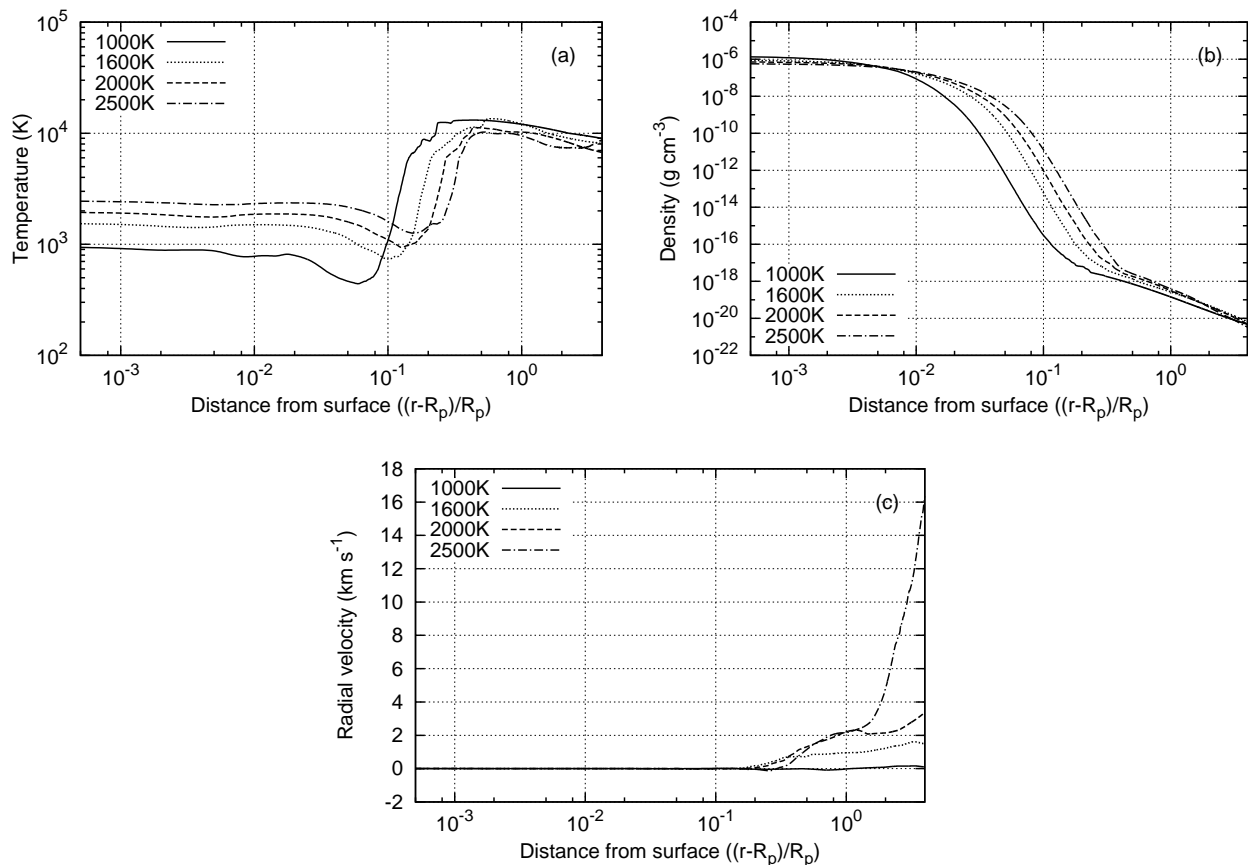 10^5
10^4
10^3
10^2
Temperature (K)
1000K
1600K
2000K
2500K
(a)
10^-3 10^-2 10^-1 10^0
Distance from surface ((r-R_p)/R_p)
10^-4
10^-6
10^-8
10^-10
10^-12
10^-14
10^-16
10^-18
10^-20
10^-22
Density (g cm^-3)
(b)
1000K
1600K
2000K
2500K
10^-3 10^-2 10^-1 10^0
Distance from surface ((r-R_p)/R_p)
18
16
14
12
10
8
6
4
2
0
-2
Radial velocity (km s^-1)
1000K
1600K
2000K
2500K
(c)
10^-3 10^-2 10^-1 10^0
Distance from surface ((r-R_p)/R_p)